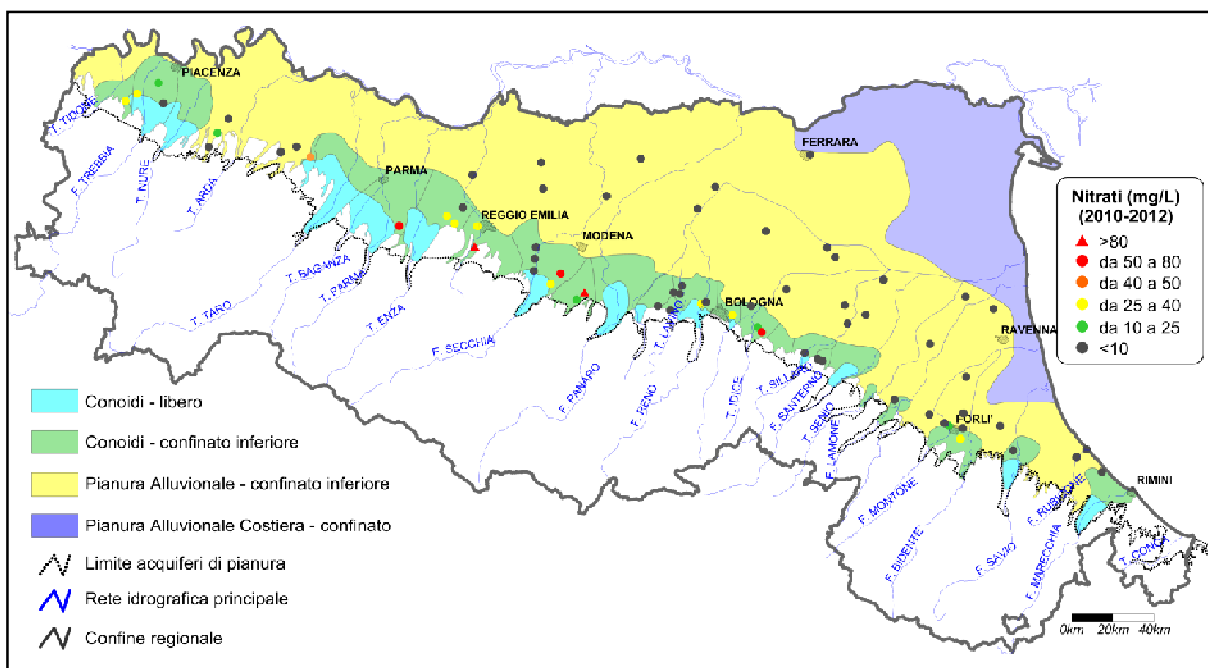 PIACENZA
T. TIDONE
F. TREBBIA
T. NURE
T. ARDA
PARMA
REGGIO EMILIA
MODENA
FERRARA
BOLOGNA
RAVENNA
FORLI'
RIMINI
T. TARO
T. BAGANZA
T. PARMA
T. ENZA
F. SECCHIA
F. PANARO
F. RENO
T. LAVINO
T. IDICE
T. SILLARO
F. SANTERNO
T. SENIO
F. LAMONE
F. MONTONE
F. BIDENTE
F. SAVIO
F. RUBICONE
F. MARECCHIA
T. CONCA
Nitrati (mg/L)
(2010-2012)
>80
da 50 a 80
da 40 a 50
da 25 a 40
da 10 a 25
<10
Conoidi - libero
Conoidi - confinato inferiore
Pianura Alluvionale - confinato inferiore
Pianura Alluvionale Costiera - confinato
Limite acquiferi di pianura
Rete idrografica principale
Confine regionale
0km 20km 40km